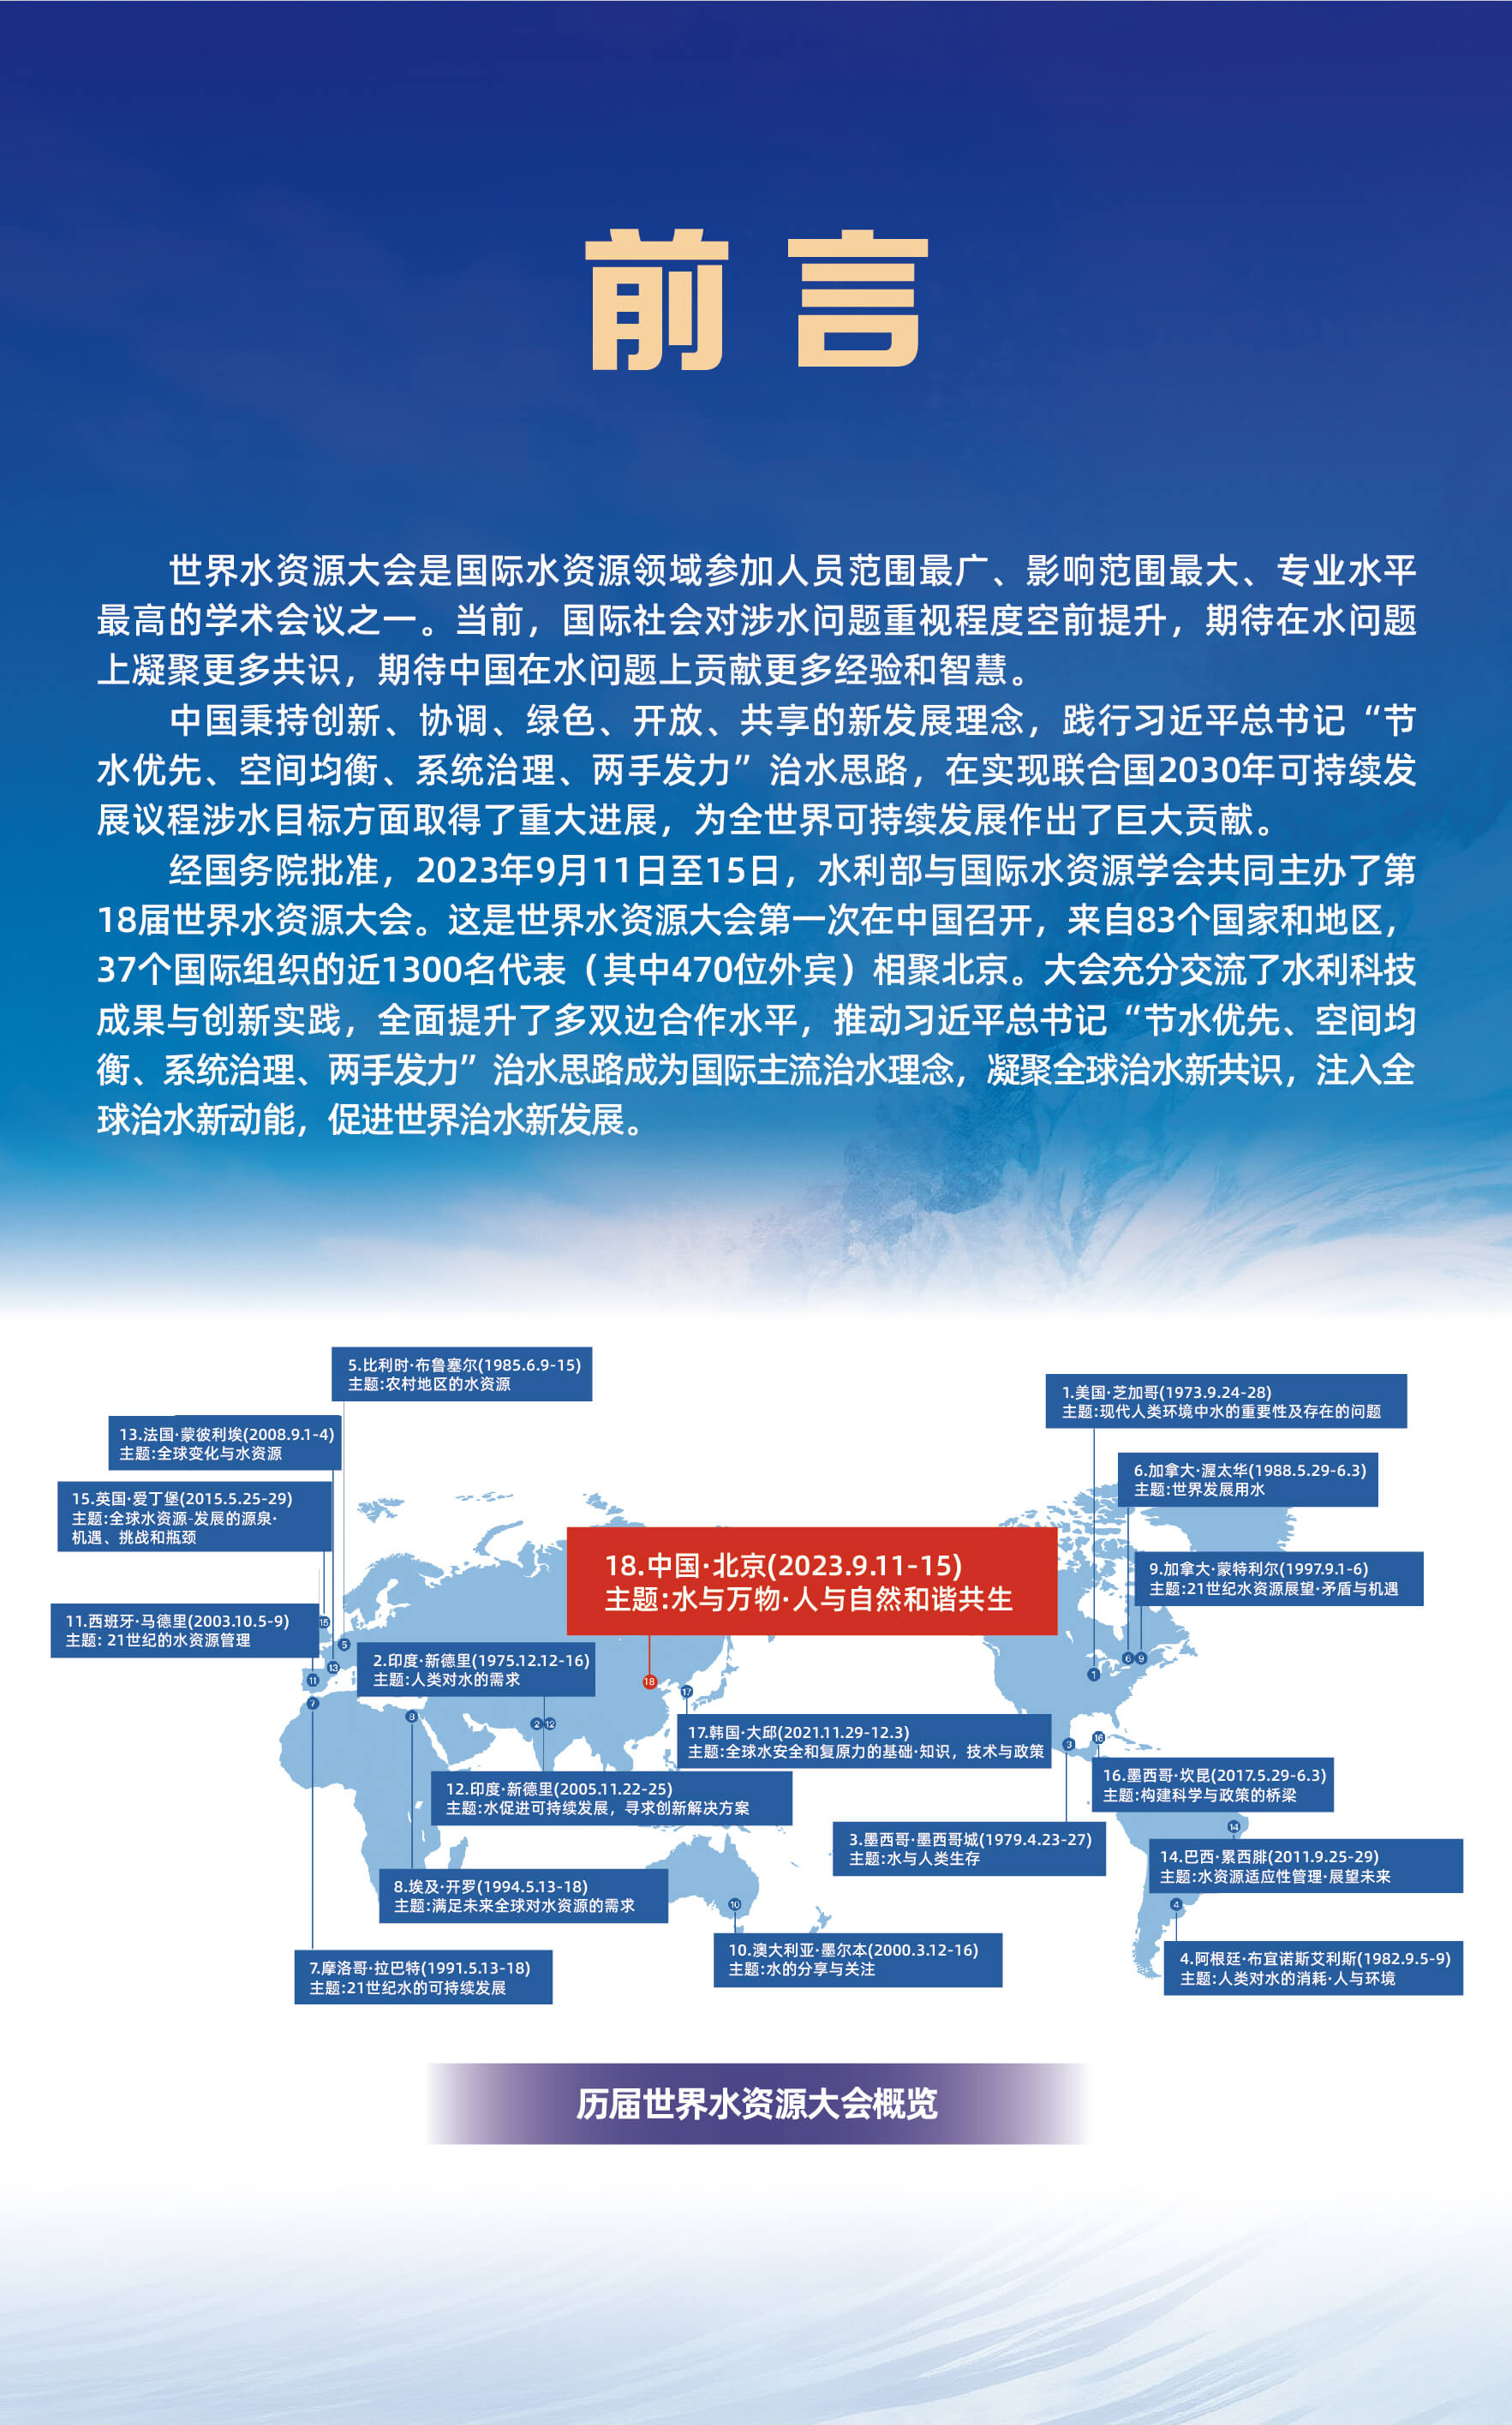 前言
世界水资源大会是国际水资源领域参加人员范围最广、影响范围最大、专业水平
最高的学术会议之一。当前，国际社会对涉水问题重视程度空前提升，期待在水问题
上凝聚更多共识，期待中国在水问题上贡献更多经验和智慧。
中国秉持创新、协调、绿色、开放、共享的新发展理念，践行习近平总书记“节
水优先、空间均衡、系统治理、两手发力”治水思路，在实现联合国2030年可持续发
展议程涉水目标方面取得了重大进展，为全世界可持续发展作出了巨大贡献。
经国务院批准，2023年9月11日至15日，水利部与国际水资源学会共同主办了第
18届世界水资源大会。这是世界水资源大会第一次在中国召开，来自83个国家和地区，
37个国际组织的近1300名代表（其中470位外宾）相聚北京。大会充分交流了水利科技
成果与创新实践，全面提升了多双边合作水平，推动习近平总书记“节水优先、空间均
衡、系统治理、两手发力”治水思路成为国际主流治水理念，凝聚全球治水新共识，注入全
球治水新动能，促进世界治水新发展。
5.比利时·布鲁塞尔(1985.6.9-15)
主题:农村地区的水资源
1.美国·芝加哥(1973.9.24-28)
主题:现代人类环境中水的重要性及存在的问题
13.法国·蒙彼利埃(2008.9.1-4)
主题:全球变化与水资源
6.加拿大·渥太华(1988.5.29-6.3)
主题:世界发展用水
15.英国·爱丁堡(2015.5.25-29)
主题:全球水资源-发展的源泉·
机遇、挑战和瓶颈
18.中国·北京(2023.9.11-15)
主题:水与万物·人与自然和谐共生
9.加拿大·蒙特利尔(1997.9.1-6)
主题:21世纪水资源展望·矛盾与机遇
11.西班牙·马德里(2003.10.5-9)
主题: 21世纪的水资源管理
15
5
13
11
7
2.印度·新德里(1975.12.12-16)
主题:人类对水的需求
18
17
6
9
1
8
2
12
17.韩国·大邱(2021.11.29-12.3)
主题:全球水安全和复原力的基础·知识，技术与政策
3
16
16.墨西哥·坎昆(2017.5.29-6.3)
主题:构建科学与政策的桥梁
12.印度·新德里(2005.11.22-25)
主题:水促进可持续发展，寻求创新解决方案
3.墨西哥·墨西哥城(1979.4.23-27)
主题:水与人类生存
14
14.巴西·累西腓(2011.9.25-29)
主题:水资源适应性管理·展望未来
8.埃及·开罗(1994.5.13-18)
主题:满足未来全球对水资源的需求
10
4
10.澳大利亚·墨尔本(2000.3.12-16)
主题:水的分享与关注
4.阿根廷·布宜诺斯艾利斯(1982.9.5-9)
主题:人类对水的消耗·人与环境
7.摩洛哥·拉巴特(1991.5.13-18)
主题:21世纪水的可持续发展
历届世界水资源大会概览